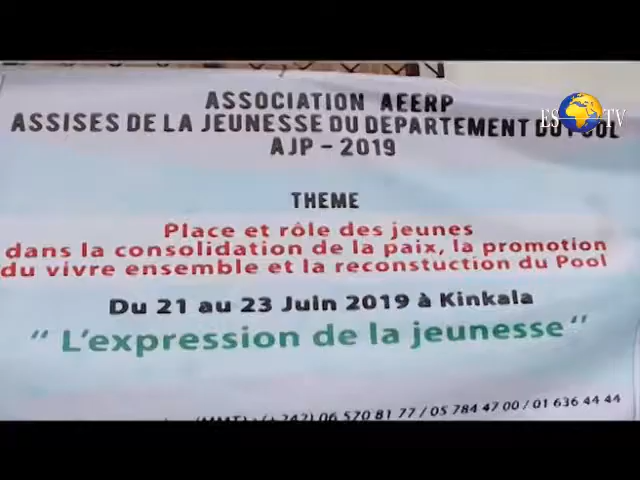 ASSOCIATION AEERP
ASSISES DE LA JEUNESSE DU DEPARTEMENT DU POOL
AJP - 2019
ES TV
THEME
Place et rôle des jeunes
dans la consolidation de la paix, la promotion
du vivre ensemble et la reconstuction du Pool
Du 21 au 23 Juin 2019 à Kinkala
“ L'expression de la jeunesse ”
(MMT) : (+242) 06 570 81 77 / 05 784 47 00 / 01 636 44 44